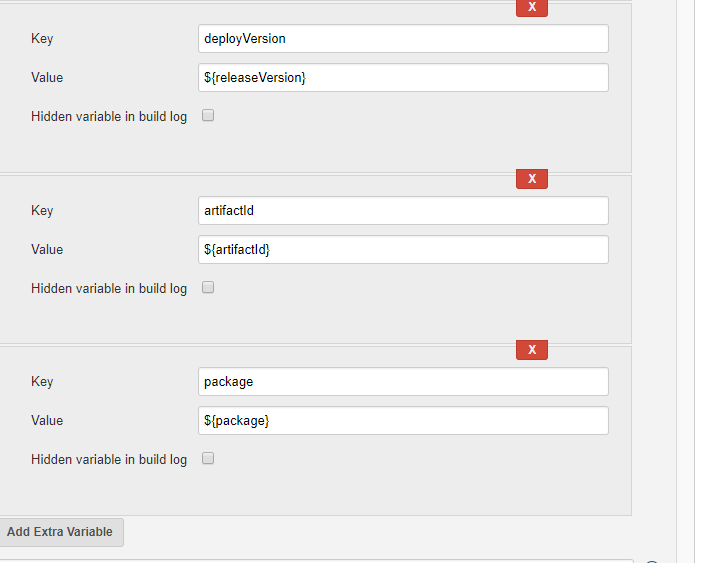 X
Key deployVersion
Value ${releaseVersion}
Hidden variable in build log
X
Key artifactId
Value ${artifactId}
Hidden variable in build log
X
Key package
Value ${package}
Hidden variable in build log
Add Extra Variable